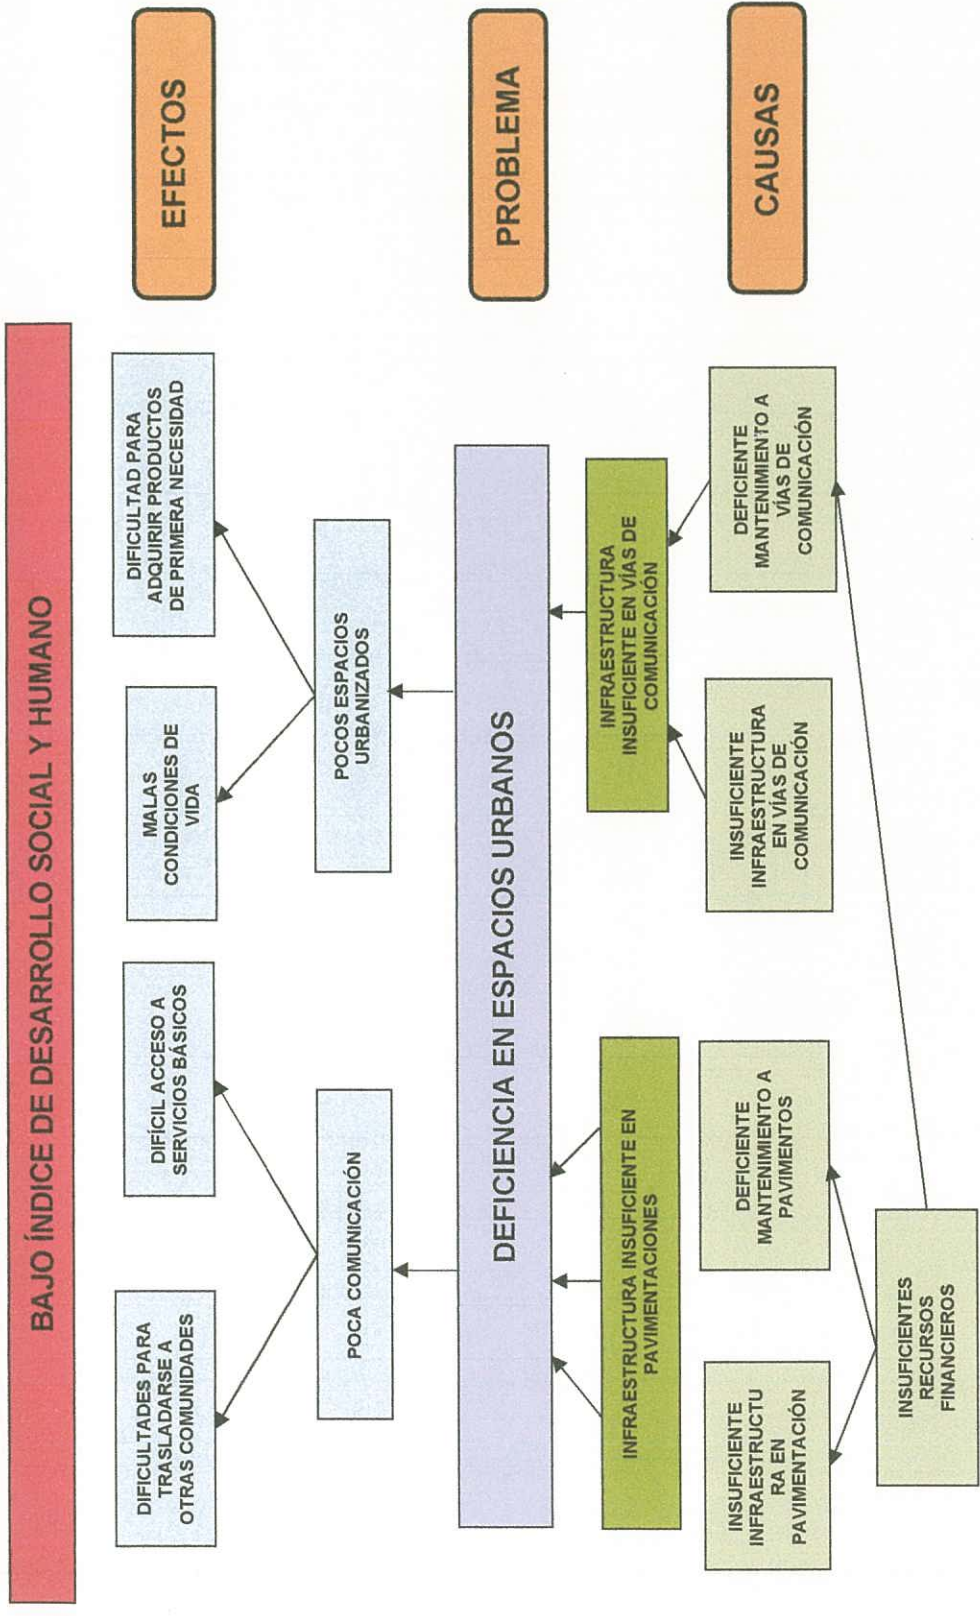 BAJO ÍNDICE DE DESARROLLO SOCIAL Y HUMANO
DIFICULTADES PARA
TRASLADARSE A
OTRAS COMUNIDADES
DIFÍCIL ACCESO A
SERVICIOS BÁSICOS
MALAS
CONDICIONES DE
VIDA
DIFICULTAD PARA
ADQUIRIR PRODUCTOS
DE PRIMERA NECESIDAD
EFECTOS
POCA COMUNICACIÓN
POCOS ESPACIOS
URBANIZADOS
DEFICIENCIA EN ESPACIOS URBANOS
PROBLEMA
INFRAESTRUCTURA INSUFICIENTE EN
PAVIMENTACIONES
INFRAESTRUCTURA
INSUFICIENTE EN VÍAS DE
COMUNICACIÓN
INSUFICIENTE
INFRAESTRUCTU
RA EN
PAVIMENTACIÓN
DEFICIENTE
MANTENIMIENTO A
PAVIMENTOS
INSUFICIENTE
INFRAESTRUCTURA
EN VÍAS DE
COMUNICACIÓN
DEFICIENTE
MANTENIMIENTO A
VÍAS DE
COMUNICACIÓN
CAUSAS
INSUFICIENTES
RECURSOS
FINANCIEROS